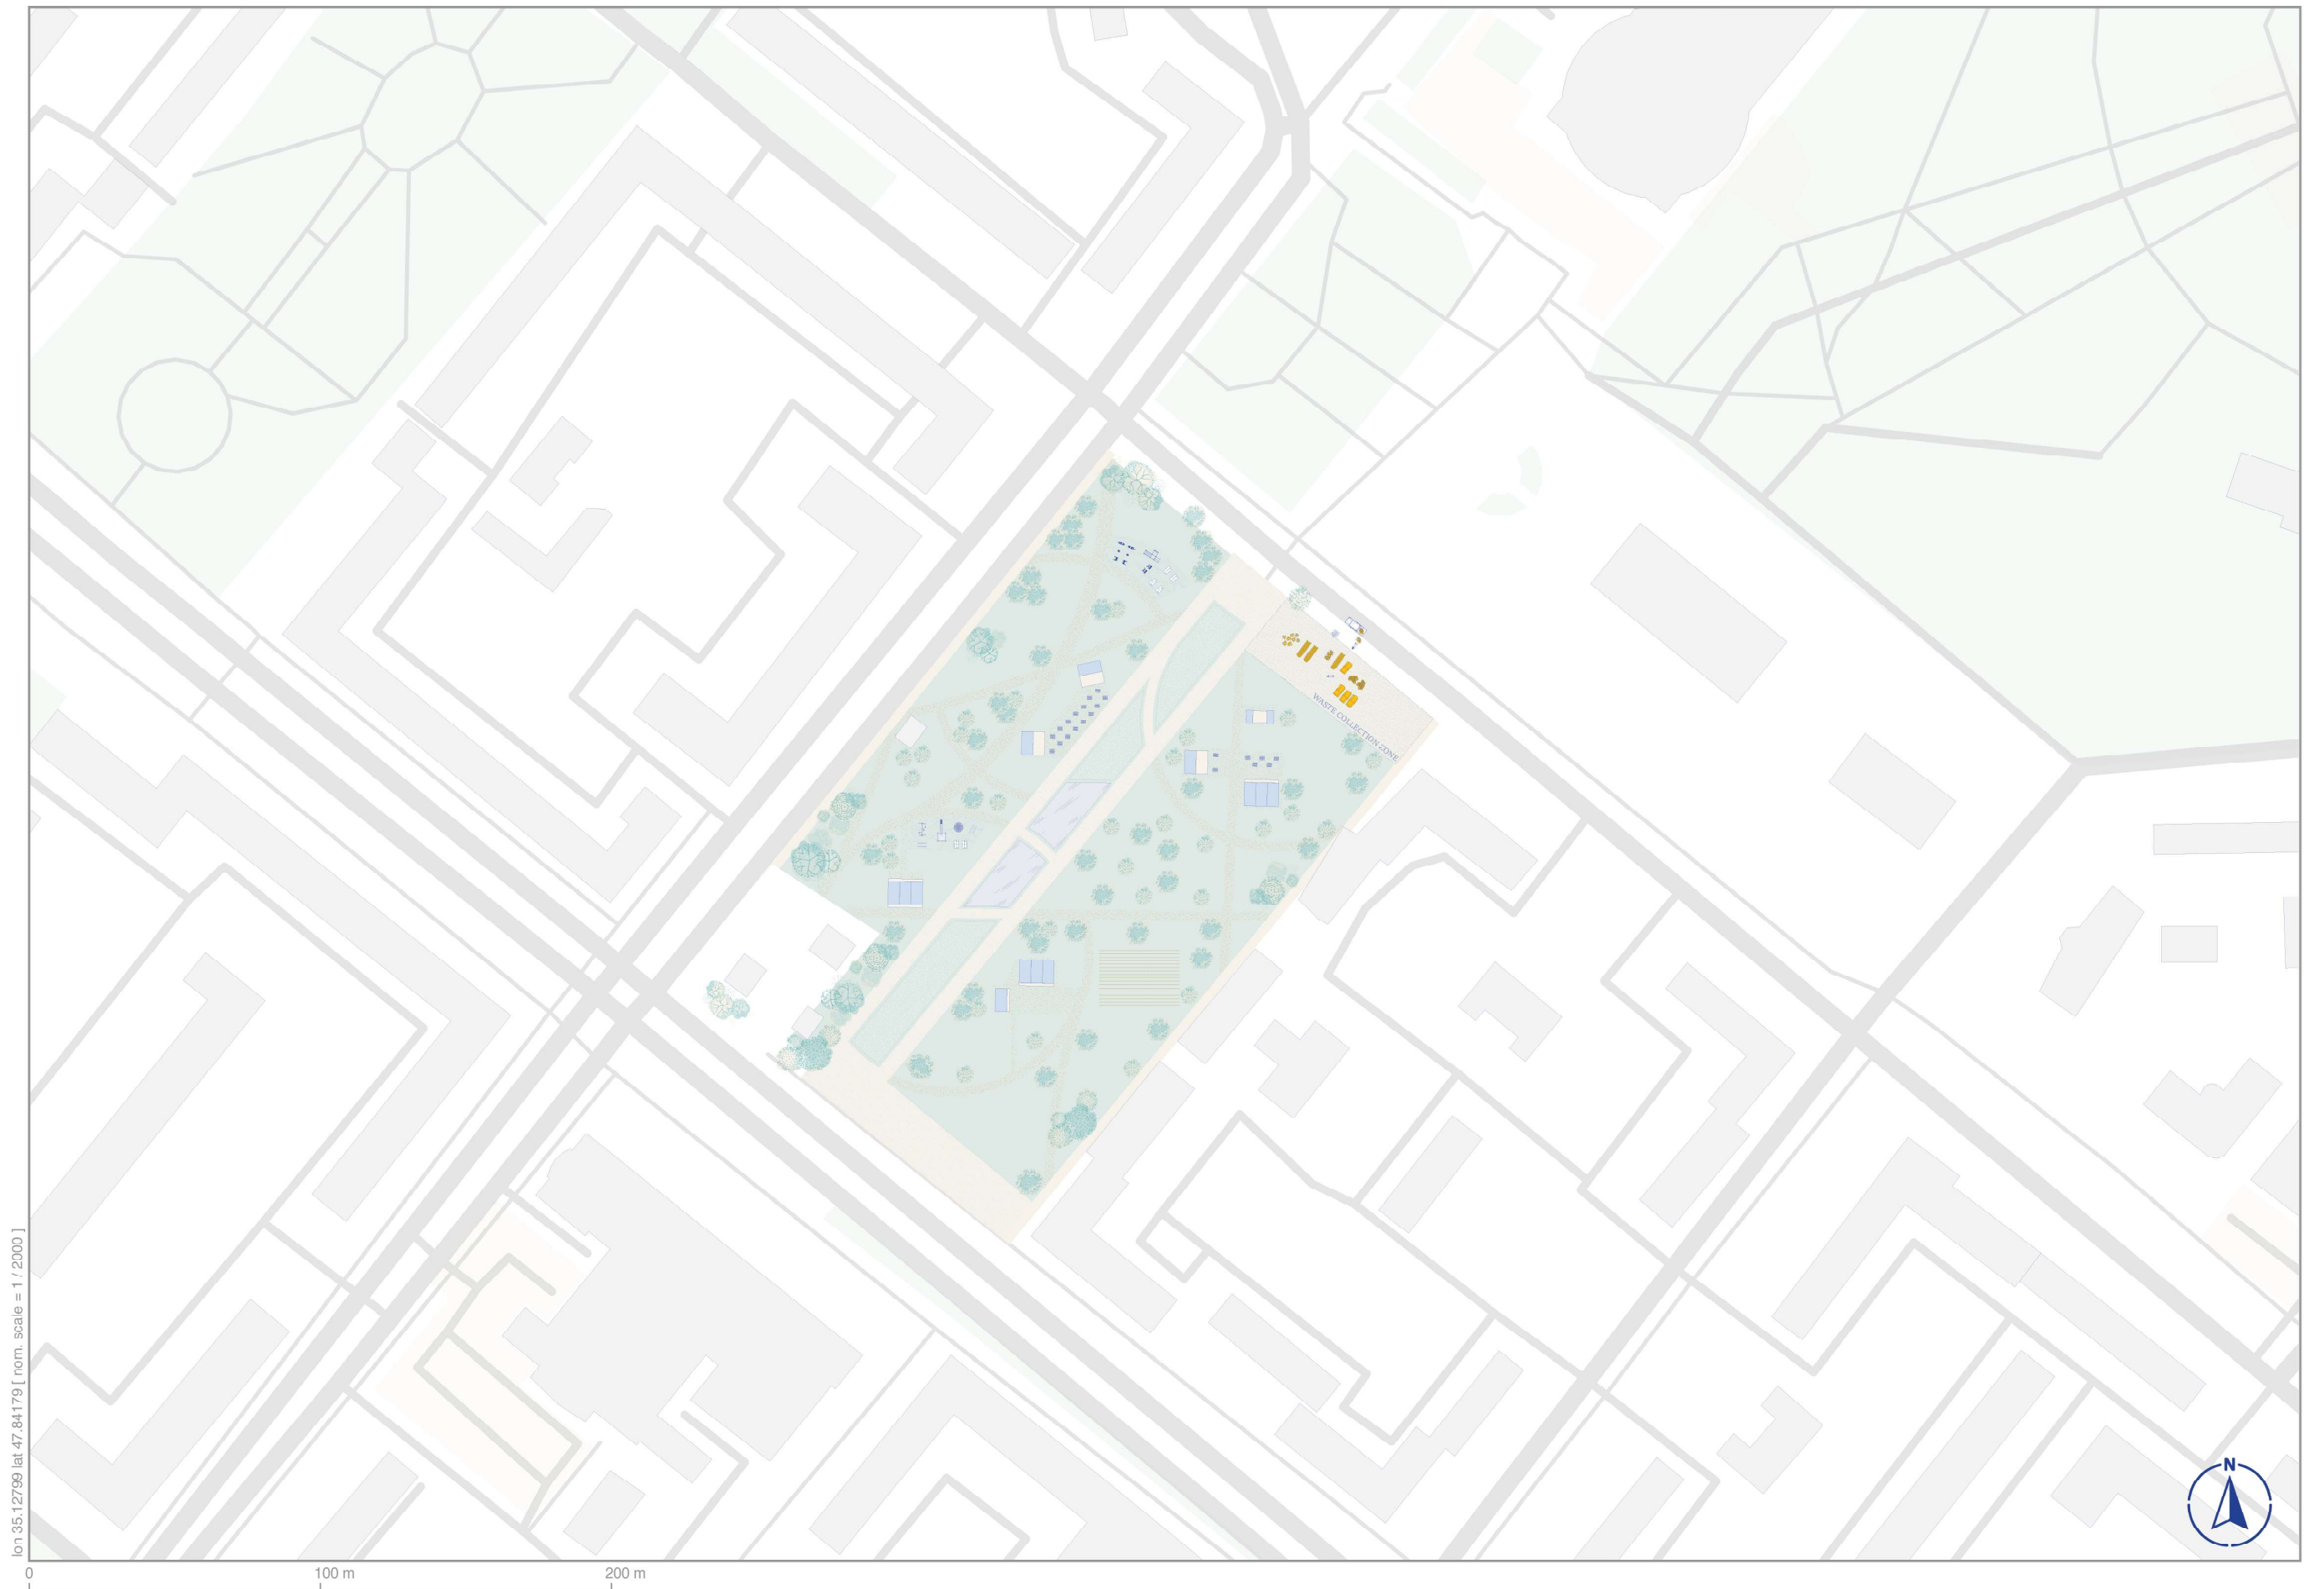 WASTE COLLECTION ZONE
lon 35.12799 lat 47.84179 [ nom. scale = 1 / 2000 ]
N
0
100 m
200 m